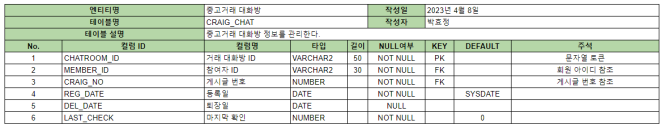 엔티티명 중고거래 대화방 작성일 2023년 4월 8일
테이블명 CRAIG_CHAT 작성자 박효정
테이블 설명 중고거래 대화방 정보를 관리한다.
No. 컬럼 ID 컬럼명 타입 길이 NULL여부 KEY DEFAULT 주석
1 CHATROOM_ID 거래 대화방 ID VARCHAR2 50 NOT NULL PK 문자열 토큰
2 MEMBER_ID 참여자 ID VARCHAR2 30 NOT NULL FK 회원 아이디 참조
3 CRAIG_NO 게시글 번호 NUMBER NOT NULL FK 게시글 번호 참조
4 REG_DATE 등록일 DATE NOT NULL SYSDATE
5 DEL_DATE 퇴장일 DATE NULL
6 LAST_CHECK 마지막 확인 NUMBER NOT NULL 0